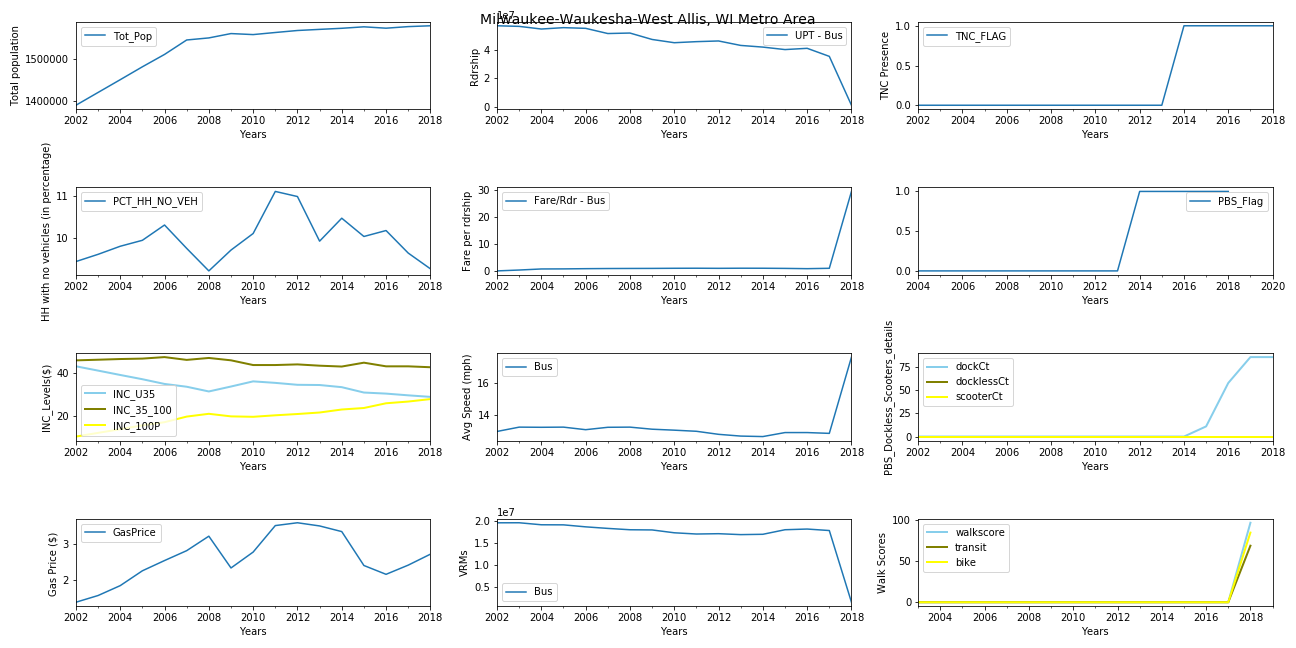 Milwaukee-Waukesha-West Allis, WI Metro Area
Total population
1500000
1400000
Tot_Pop
2002 2004 2006 2008 2010 2012 2014 2016 2018
Years
1e7
Rdrship
4
2
0
UPT - Bus
2002 2004 2006 2008 2010 2012 2014 2016 2018
Years
TNC Presence
1.0
0.5
0.0
TNC_FLAG
2002 2004 2006 2008 2010 2012 2014 2016 2018
Years
HH with no vehicles (in percentage)
11
10
PCT_HH_NO_VEH
2002 2004 2006 2008 2010 2012 2014 2016 2018
Years
Fare per rdrship
30
20
10
0
Fare/Rdr - Bus
2002 2004 2006 2008 2010 2012 2014 2016 2018
Years
1.0
0.5
0.0
PBS_Flag
2004 2006 2008 2010 2012 2014 2016 2018 2020
Years
INC_Levels($)
40
20
INC_U35
INC_35_100
INC_100P
2002 2004 2006 2008 2010 2012 2014 2016 2018
Years
Avg Speed (mph)
16
14
Bus
2002 2004 2006 2008 2010 2012 2014 2016 2018
Years
PBS_Dockless_Scooters_details
75
50
25
0
dockCt
docklessCt
scooterCt
2002 2004 2006 2008 2010 2012 2014 2016 2018
Years
Gas Price ($)
3
2
GasPrice
2002 2004 2006 2008 2010 2012 2014 2016 2018
Years
1e7
VRMs
2.0
1.5
1.0
0.5
Bus
2002 2004 2006 2008 2010 2012 2014 2016 2018
Years
Walk Scores
100
50
0
walkscore
transit
bike
2004 2006 2008 2010 2012 2014 2016 2018
Years